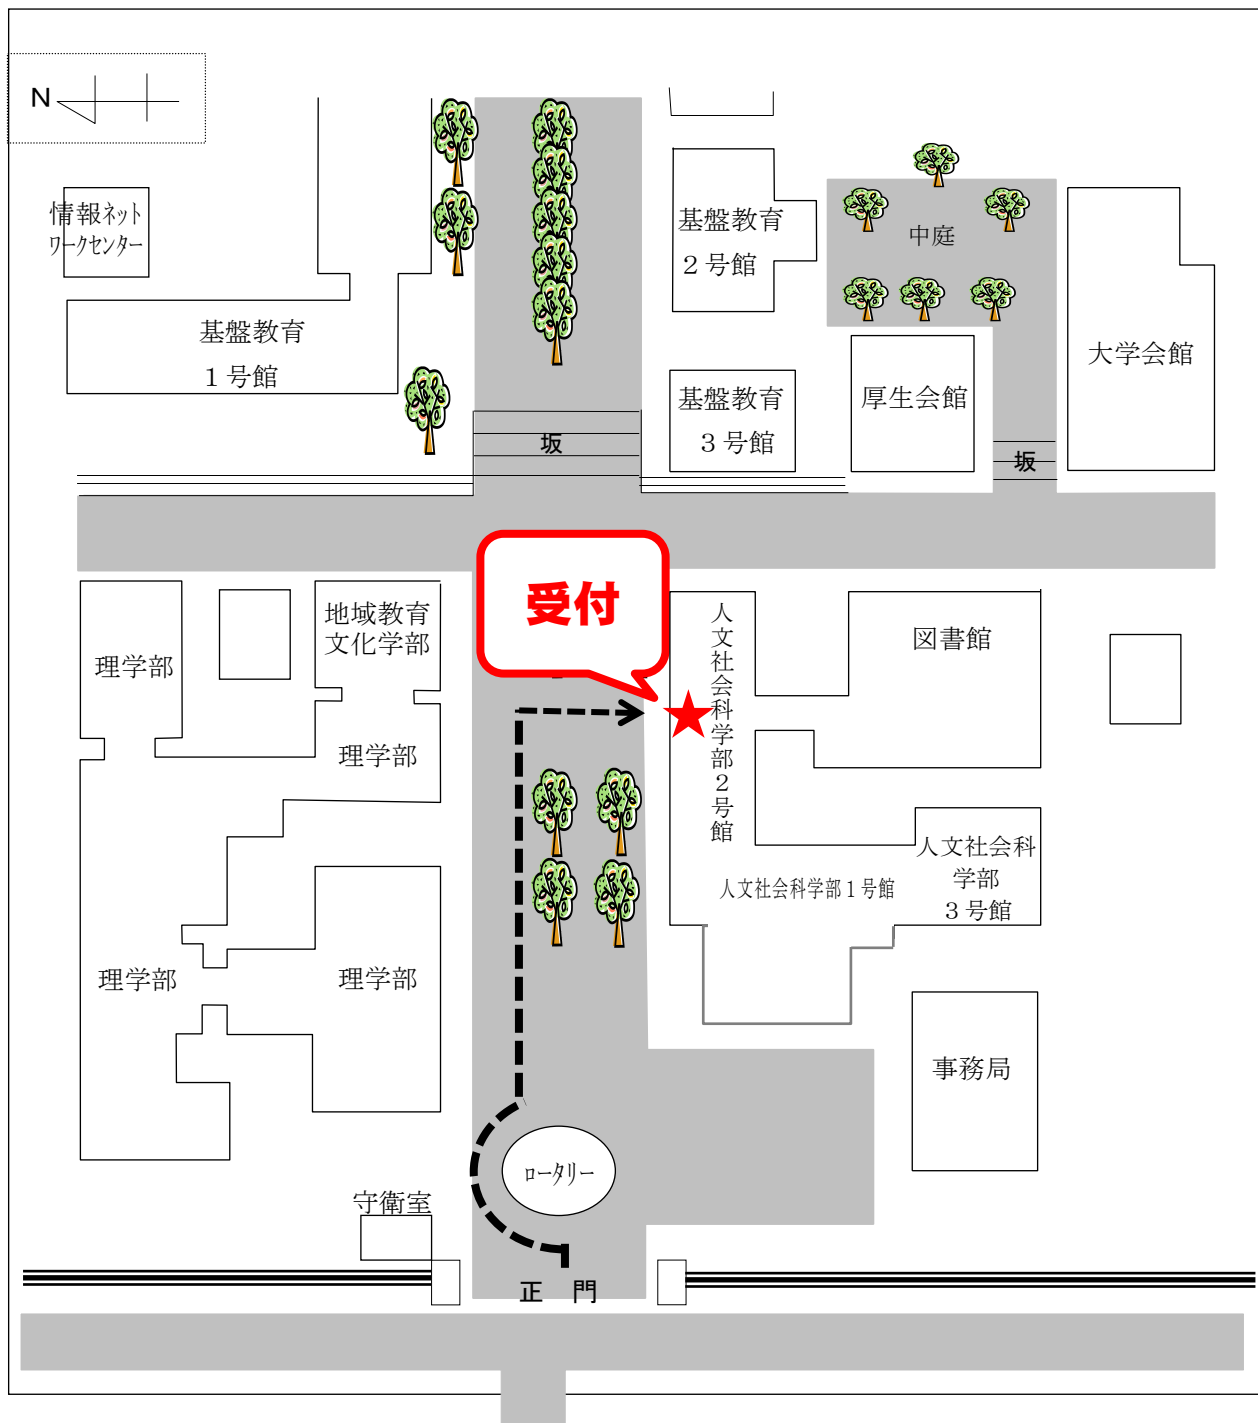 N
情報ネット
ワークセンター
基盤教育
１号館
基盤教育
２号館
中庭
基盤教育
３号館
厚生会館
大学会館
坂
坂
受付
理学部
地域教育
文化学部
理学部
人文社会科学部２号館
図書館
人文社会科学部１号館
人文社会科
学部
３号館
理学部
理学部
事務局
ロータリー
守衛室
正 門